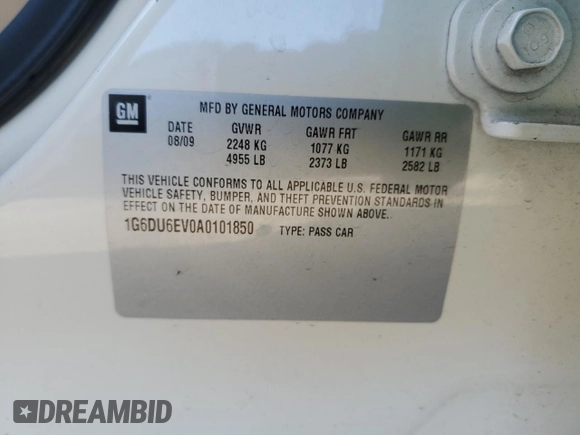 GM
MFD BY GENERAL MOTORS COMPANY
DATE GVWR GAWR FRT GAWR RR
08/09 2248 KG 1077 KG 1171 KG
4955 LB 2373 LB 2582 LB
THIS VEHICLE CONFORMS TO ALL APPLICABLE U.S. FEDERAL MOTOR
VEHICLE SAFETY, BUMPER, AND THEFT PREVENTION STANDARDS IN
EFFECT ON THE DATE OF MANUFACTURE SHOWN ABOVE.
1G6DU6EV0A0101850 TYPE: PASS CAR
DREAMBID